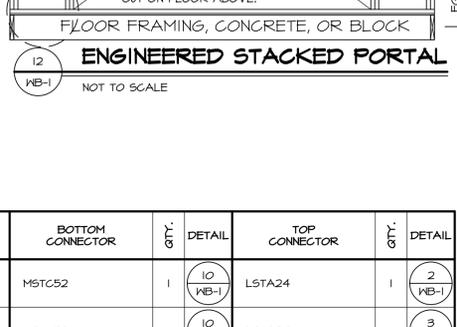 FLOOR FRAMING, CONCRETE, OR BLOCK
12
WB-1
ENGINEERED STACKED PORTAL
NOT TO SCALE
BOTTOM
CONNECTOR
QTY.
DETAIL
TOP
CONNECTOR
QTY.
DETAIL
MSTC52
1
10
WB-1
LSTA24
1
2
WB-1
10
3